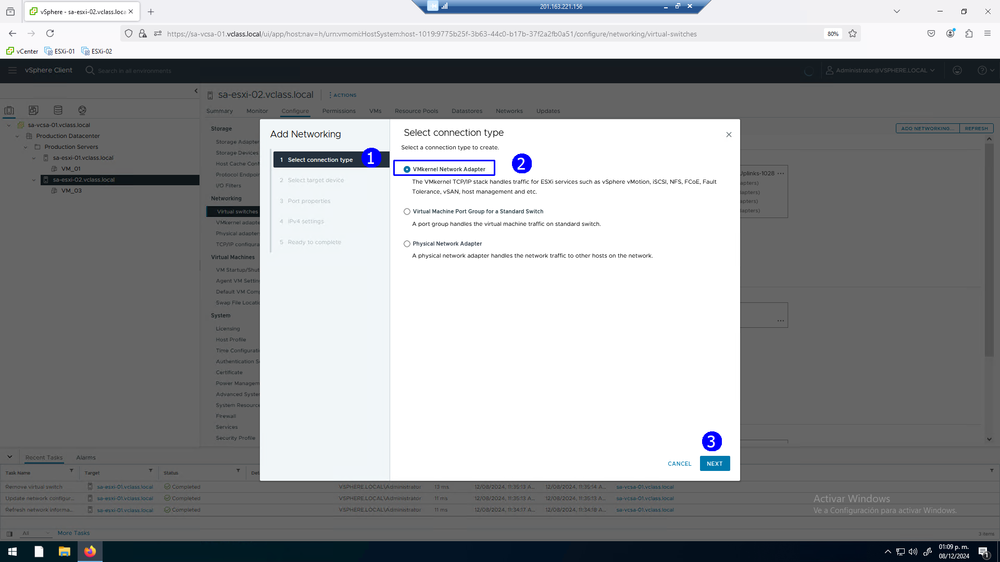 vSphere - sa-esxi-02.vclass.loca
201.163.221.156
https://sa-vcsa-01.vclass.local/ui/app/host;nav=h/urn:vmomi:HostSystem:host-1019:9775b25f-3b63-44c0-b17b-37f2a2fb0a51/configure/networking/virtual-switches
80%
vCenter
ESXi-01
ESXi-02
vSphere Client
Search in all environments
Administrator@VSPHERE.LOCAL
sa-esxi-02.vclass.local
ACTIONS
Summary
Monitor
Configure
Permissions
VMs
Resource Pools
Datastores
Networks
Updates
sa-vcsa-01.vclass.local
Production Datacenter
Production Servers
sa-esxi-01.vclass.local
VM_01
sa-esxi-02.vclass.local
VM_03
Storage
Storage Adapter
Storage Devices
Host Cache Conf
Protocol Endpoin
I/O Filters
Networking
Virtual switches
VMkernel adapte
Physical adapters
TCP/IP configura
Virtual Machines
VM Startup/Shut
Agent VM Settin
Default VM Comp
Swap File Locatio
System
Licensing
Host Profile
Time Configurati
Authentication S
Certificate
Power Managem
Advanced System
System Resource
Firewall
Services
Security Profile
ADD NETWORKING...
REFRESH
Uplinks-1028
apters)
apters)
apters)
apters)
Add Networking
1 Select connection type
1
2 Select target device
3 Port properties
4 IPv4 settings
5 Ready to complete
Select connection type
Select a connection type to create.
VMkernel Network Adapter
2
The VMkernel TCP/IP stack handles traffic for ESXi services such as vSphere vMotion, iSCSI, NFS, FCoE, Fault
Tolerance, vSAN, host management and etc.
Virtual Machine Port Group for a Standard Switch
A port group handles the virtual machine traffic on standard switch.
Physical Network Adapter
A physical network adapter handles the network traffic to other hosts on the network.
3
CANCEL
NEXT
Recent Tasks
Alarms
Task Name
Target
Status
Det
Remove virtual switch sa-esxi-01.vclass.local Completed VSPHERE.LOCAL\Administrator 13 ms 12/08/2024, 11:35:13 A... 12/08/2024, 11:35:14 A... sa-vcsa-01.vclass.local
Update network configur... sa-esxi-01.vclass.local Completed VSPHERE.LOCAL\Administrator 11 ms 12/08/2024, 11:35:13 A... 12/08/2024, 11:35:13 A... sa-vcsa-01.vclass.local
Refresh network informa... sa-esxi-01.vclass.local Completed VSPHERE.LOCAL\Administrator 11 ms 12/08/2024, 11:34:17 A... 12/08/2024, 11:34:18 A... sa-vcsa-01.vclass.local
Activar Windows
Ve a Configuración para activar Windows.
All
More Tasks
3 items
01:09 p. m.
08/12/2024
1